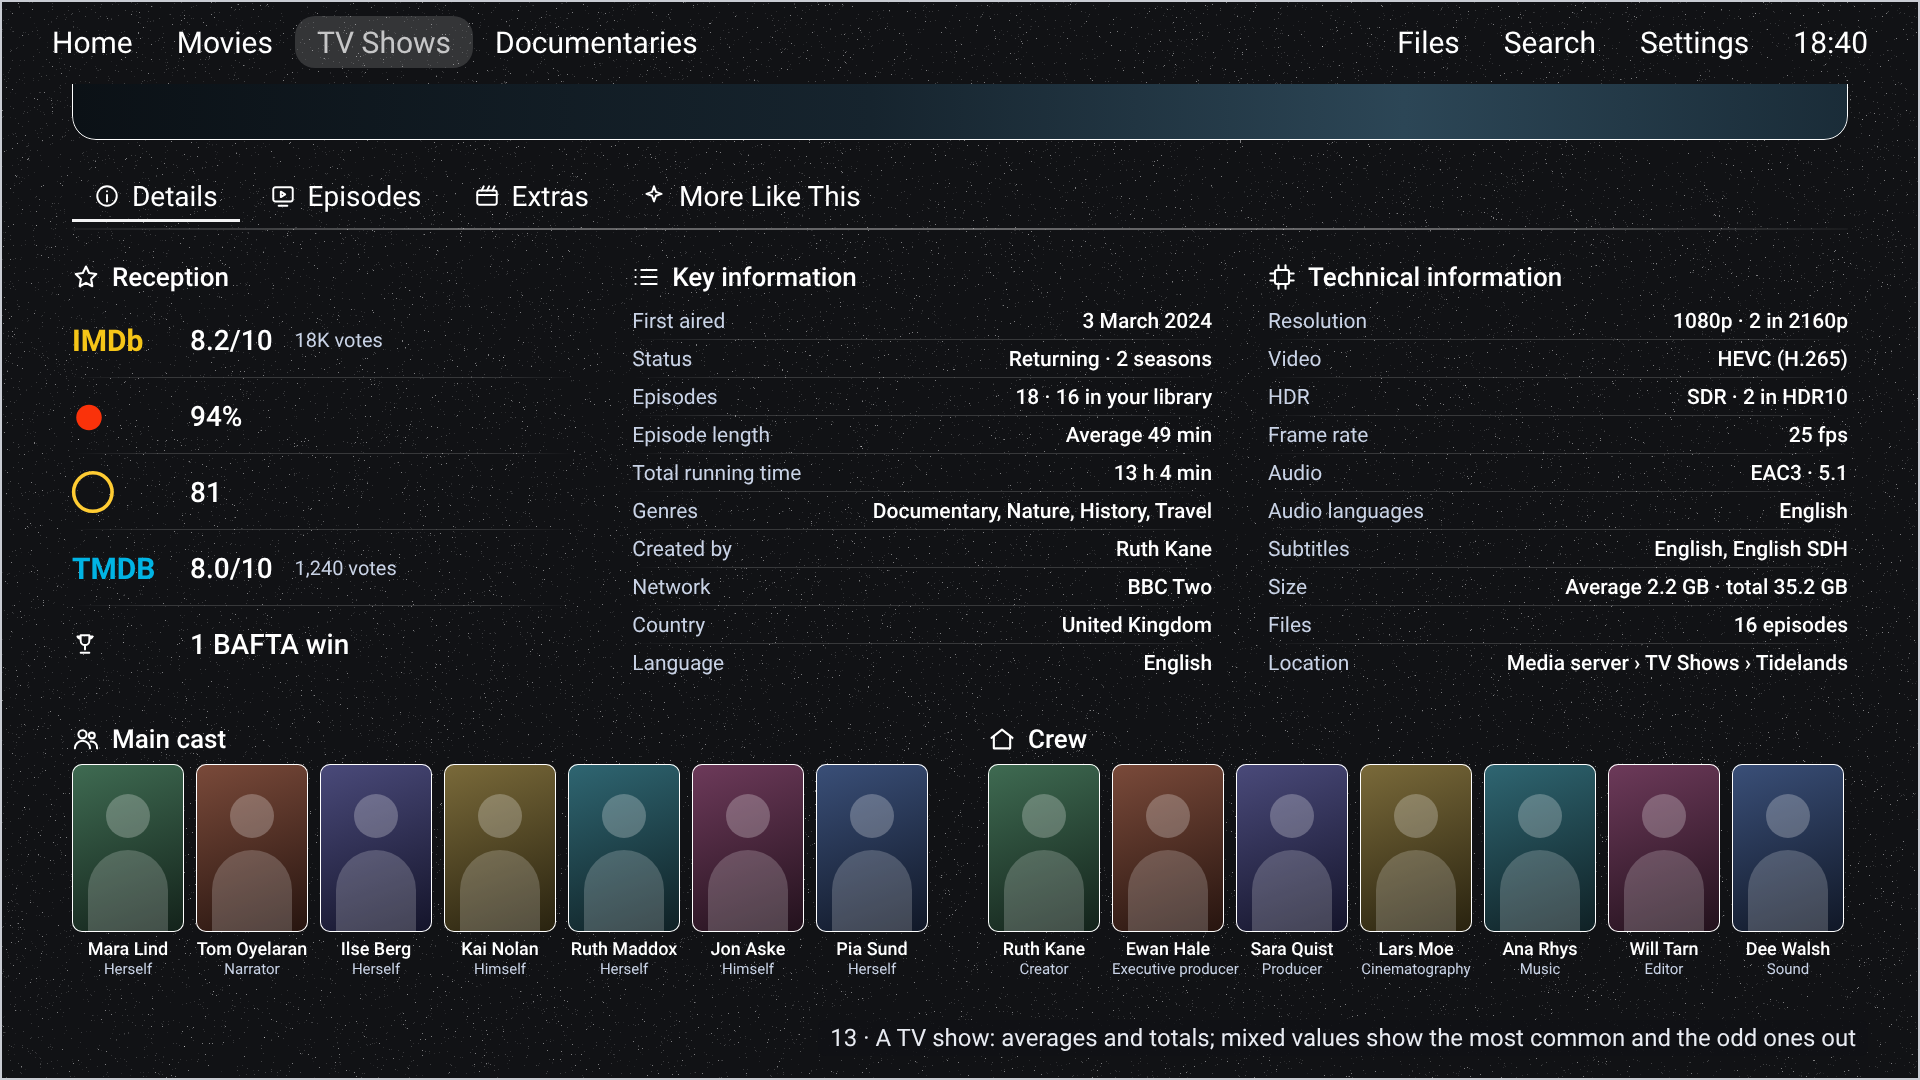 Home Movies TV Shows Documentaries Files Search Settings 18:40
Details Episodes Extras More Like This
Reception
IMDb 8.2/10 18K votes
94%
81
TMDB 8.0/10 1,240 votes
1 BAFTA win
Key information
First aired 3 March 2024
Status Returning · 2 seasons
Episodes 18 · 16 in your library
Episode length Average 49 min
Total running time 13 h 4 min
Genres Documentary, Nature, History, Travel
Created by Ruth Kane
Network BBC Two
Country United Kingdom
Language English
Technical information
Resolution 1080p · 2 in 2160p
Video HEVC (H.265)
HDR SDR · 2 in HDR10
Frame rate 25 fps
Audio EAC3 · 5.1
Audio languages English
Subtitles English, English SDH
Size Average 2.2 GB · total 35.2 GB
Files 16 episodes
Location Media server › TV Shows › Tidelands
Main cast
Mara Lind Tom Oyelaran Ilse Berg Kai Nolan Ruth Maddox Jon Aske Pia Sund
Herself Narrator Herself Himself Herself Himself Herself
Crew
Ruth Kane Ewan Hale Sara Quist Lars Moe Ana Rhys Will Tarn Dee Walsh
Creator Executive producer Producer Cinematography Music Editor Sound
13 · A TV show: averages and totals; mixed values show the most common and the odd ones out